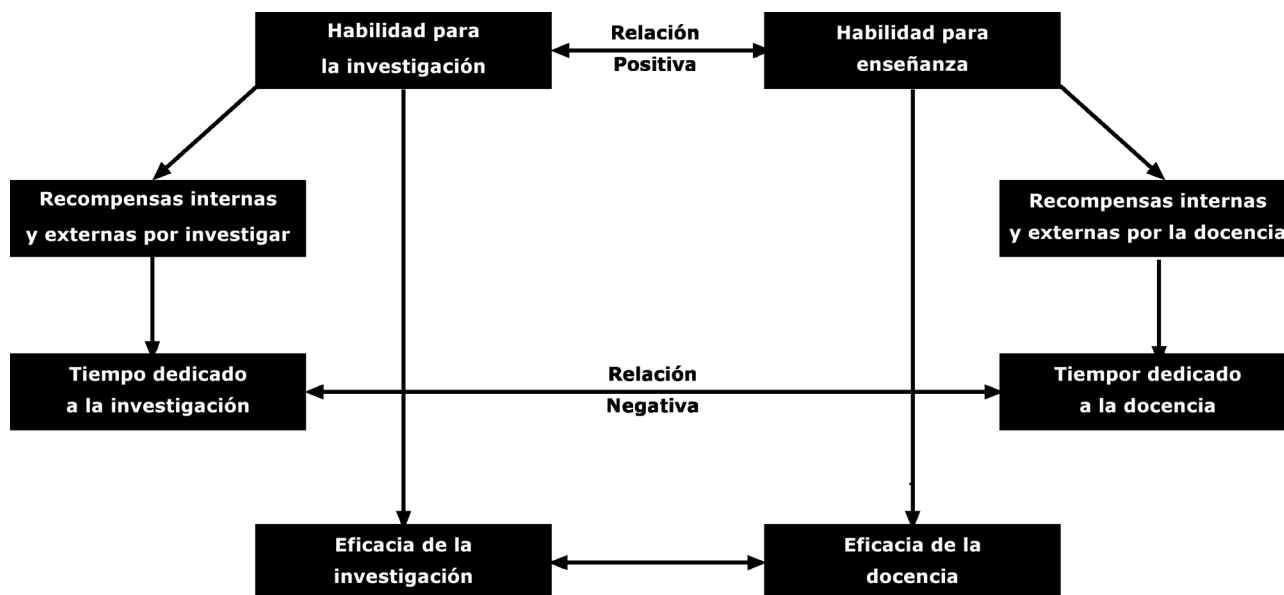 Habilidad para
la investigación
Relación
Positiva
Habilidad para
enseñanza
Recompensas internas
y externas por investigar
Recompensas internas
y externas por la docencia
Tiempo dedicado
a la investigación
Relación
Negativa
Tiempor dedicado
a la docencia
Eficacia de la
investigación
Eficacia de la
docencia